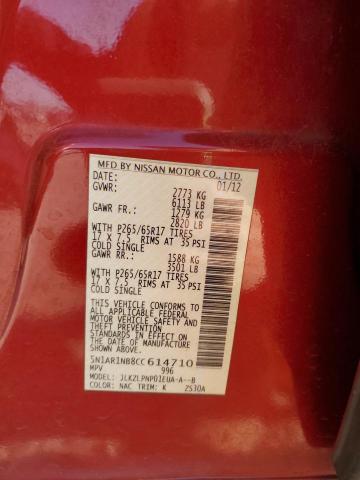 MFD BY NISSAN MOTOR CO., LTD.
DATE: 01/12
GVWR: 2773 KG
6113 LB
GAWR FR.: 1279 KG
2820 LB
WITH P265/65R17 TIRES
17 X 7.5 RIMS AT 35 PSI
COLD SINGLE
GAWR RR.: 1588 KG
3501 LB
WITH P265/65R17 TIRES
17 X 7.5 RIMS AT 35 PSI
COLD SINGLE
THIS VEHICLE CONFORMS TO
ALL APPLICABLE FEDERAL
MOTOR VEHICLE SAFETY AND
THEFT PREVENTION
STANDARDS IN EFFECT ON
THE DATE OF MANUFACTURE
SHOWN ABOVE.
5N1AR1NB8CC614710
MPV 996
MODEL: JLKZLPNPD1EUA-A--B
COLOR: NAC TRIM: K ZS30A